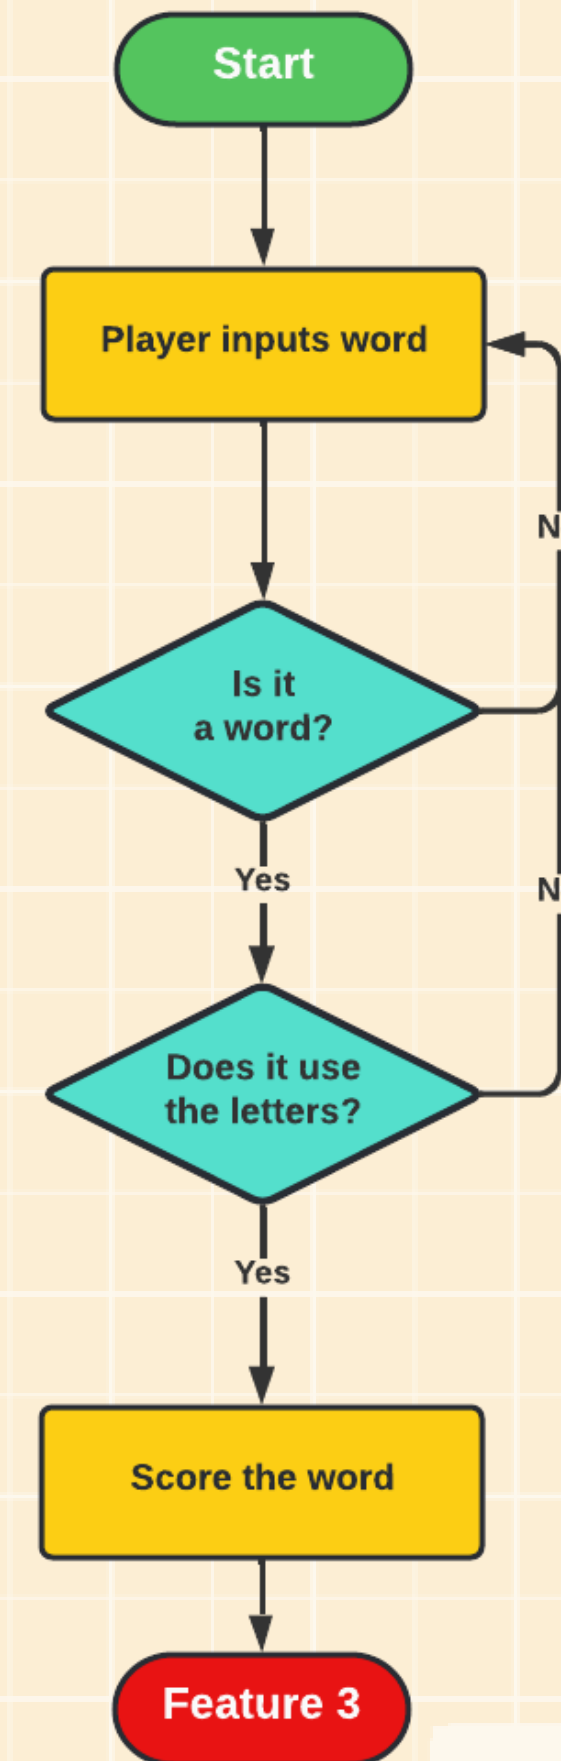 Start
Player inputs word
N
Is it
a word?
Yes
N
Does it use
the letters?
Yes
Score the word
Feature 3